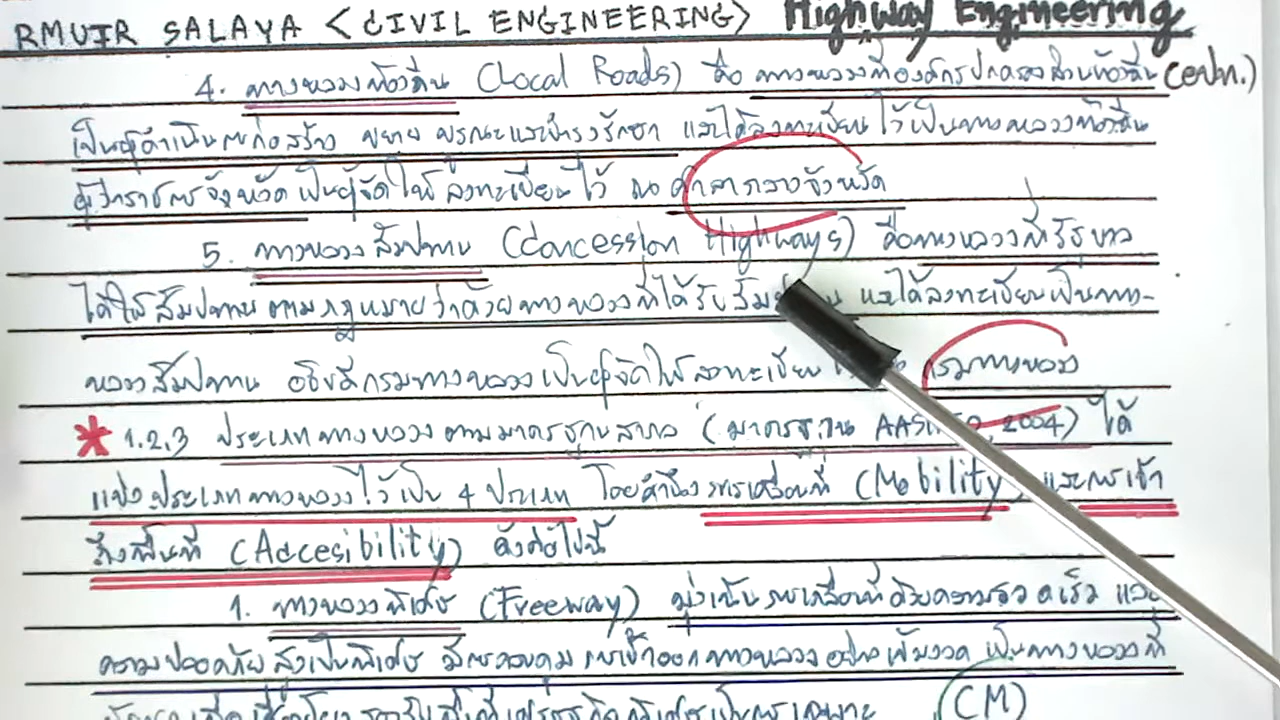 RMUTR SALAYA <CIVIL ENGINEERING> Highway Engineering
4. ทางหลวงท้องถิ่น (Local Roads) คือ ทางหลวงที่องค์กรปกครองส่วนท้องถิ่น (อปท.)
เป็นผู้ดำเนินการก่อสร้าง ขยาย บูรณะและบำรุงรักษา และได้ลงทะเบียนไว้เป็นทางหลวงท้องถิ่น
ผู้ว่าราชการจังหวัดเป็นผู้จัดให้ลงทะเบียนไว้ ณ ศาลากลางจังหวัด
5. ทางหลวงสัมปทาน (Concession Highways) คือทางหลวงที่รัฐบาล
ได้ให้สัมปทานตามกฎหมายว่าด้วยทางหลวงที่ได้รับ และได้ลงทะเบียนเป็นทาง-
หลวงสัมปทาน อธิบดีกรมทางหลวงเป็นผู้จัดให้ลงทะเบียน กรมทางหลวง
* 1.2.3 ประเภททางหลวงตามมาตรฐานสากล (มาตรฐาน 2004) ได้
แบ่งประเภททางหลวงไว้เป็น 4 ประเภท โดยคำนึงการเคลื่อนที่ (Mobility) และการเข้า
ถึงพื้นที่ (Accesibility) ดังต่อไปนี้
1. ทางหลวงพิเศษ (Freeway) มุ่งเน้นการเคลื่อนที่ด้วยความรวดเร็ว และ
ความปลอดภัยสูงเป็นพิเศษ มีการควบคุมการเข้าออกทางหลวงอย่างเข้มงวด เป็นทางหลวงที่
(CM)